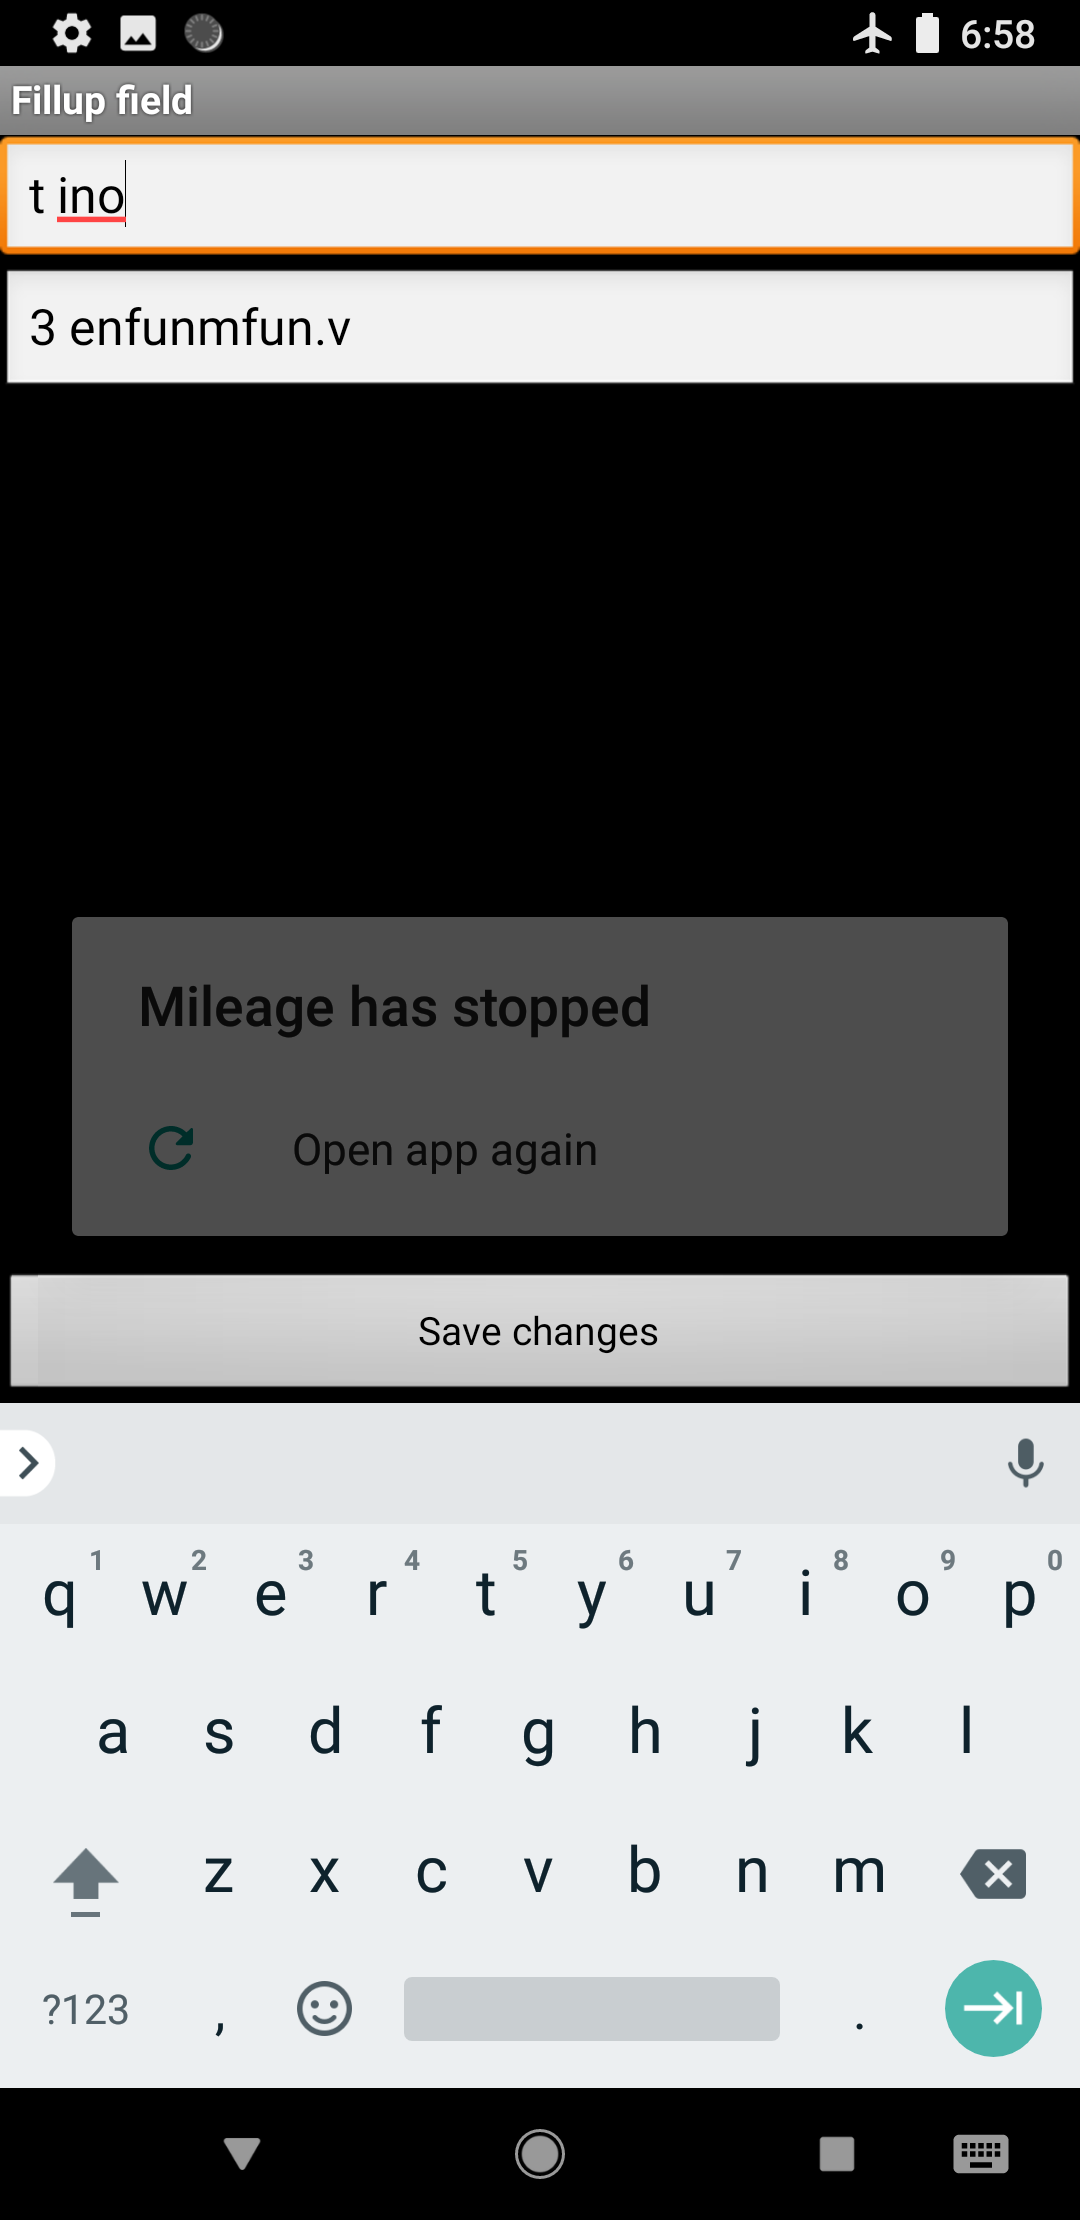 6:58
Fillup field
t ino
3 enfunmfun.v
Mileage has stopped
Open app again
Save changes
1 2 3 4 5 6 7 8 9 0
q w e r t y u i o p
a s d f g h j k l
z x c v b n m
?123 , .